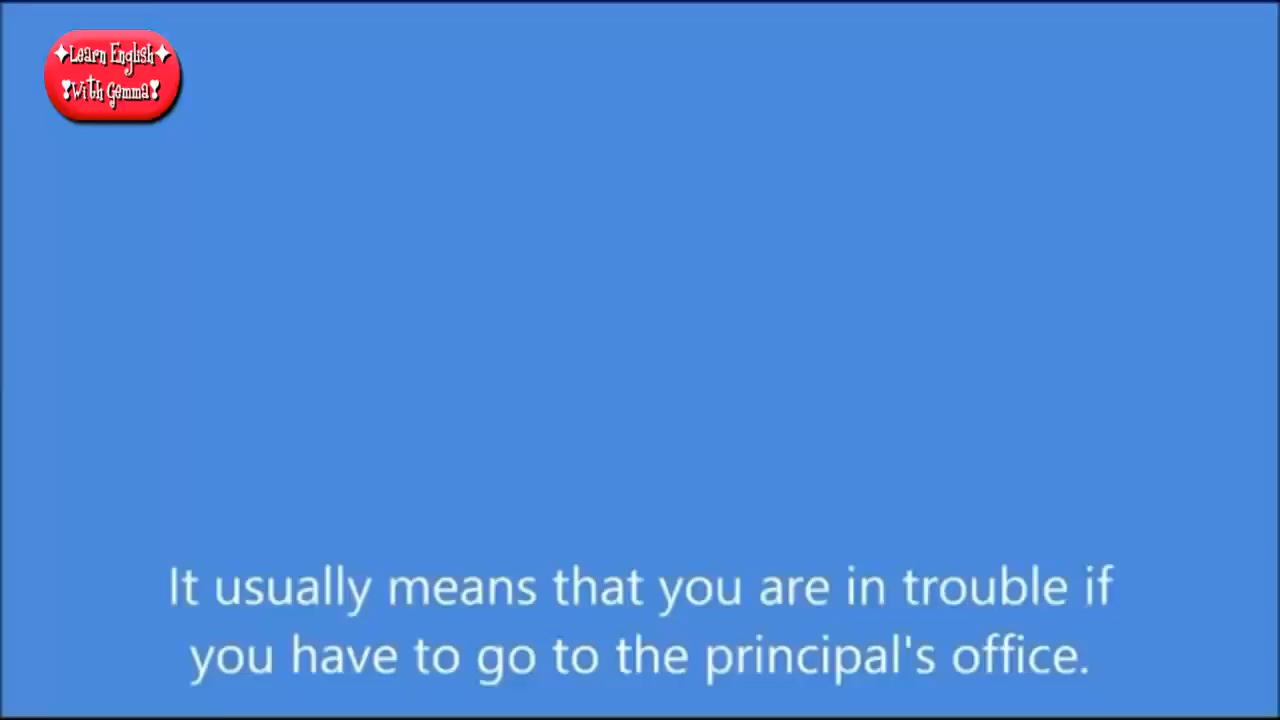 Learn English
With Gemma
It usually means that you are in trouble if
you have to go to the principal's office.